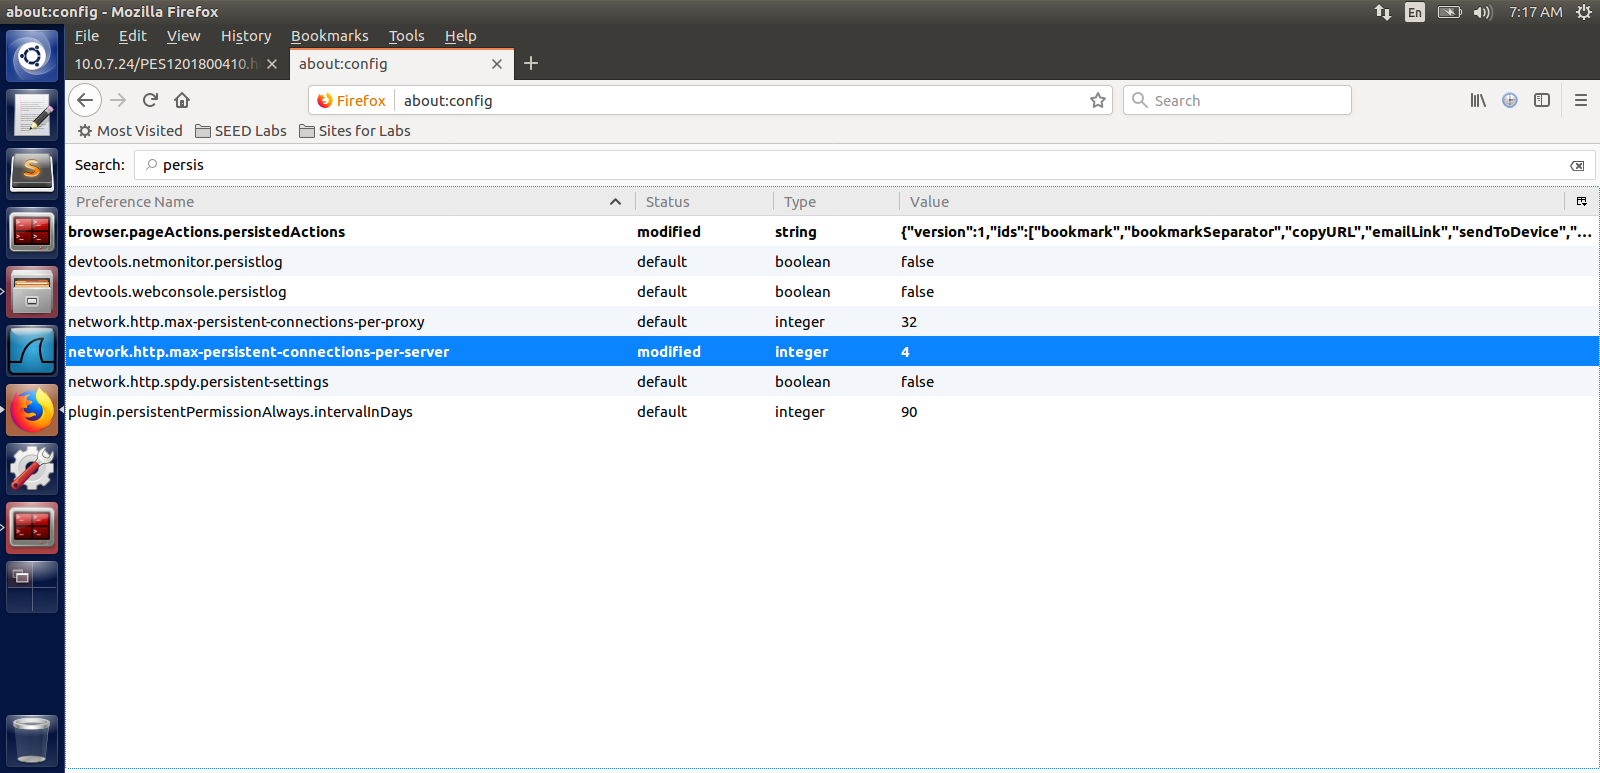 about:config - Mozilla Firefox
En
7:17 AM
File Edit View History Bookmarks Tools Help
10.0.7.24/PES1201800410.h
about:config
Firefox about:config
Search
Most Visited SEED Labs Sites for Labs
Search: persis
Preference Name Status Type Value
browser.pageActions.persistedActions modified string {"version":1,"ids":["bookmark","bookmarkSeparator","copyURL","emailLink","sendToDevice","...
devtools.netmonitor.persistlog default boolean false
devtools.webconsole.persistlog default boolean false
network.http.max-persistent-connections-per-proxy default integer 32
network.http.max-persistent-connections-per-server modified integer 4
network.http.spdy.persistent-settings default boolean false
plugin.persistentPermissionAlways.intervalInDays default integer 90